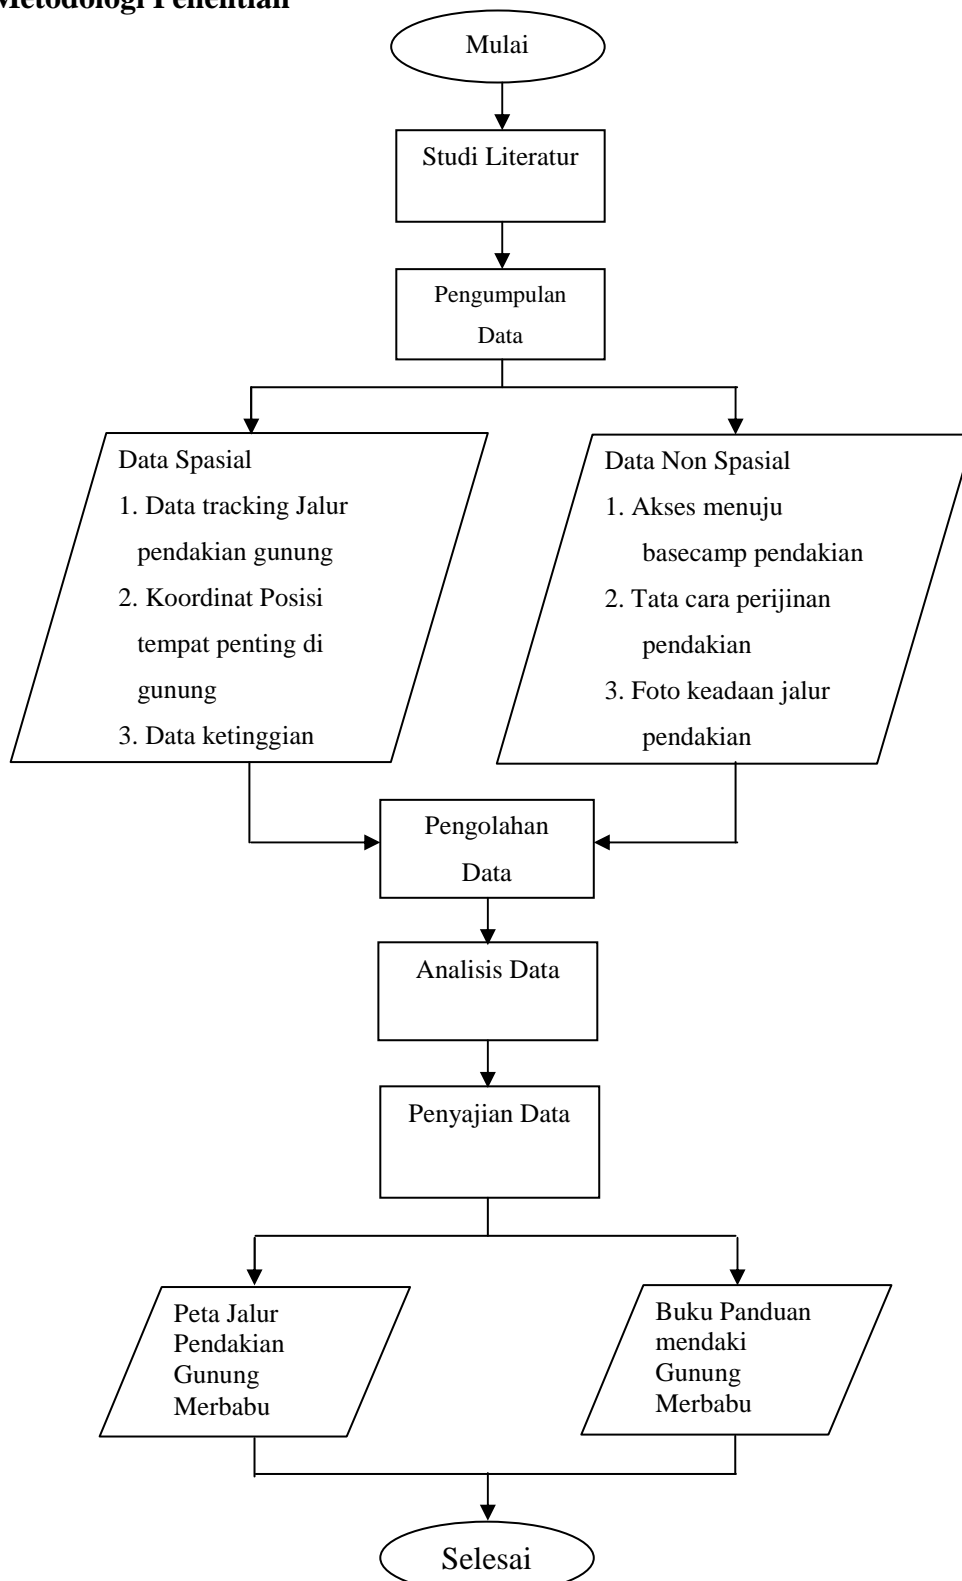 Metodologi Penelitian
Mulai
Studi Literatur
Pengumpulan
Data
Data Spasial
1. Data tracking Jalur
pendakian gunung
2. Koordinat Posisi
tempat penting di
gunung
3. Data ketinggian
Data Non Spasial
1. Akses menuju
basecamp pendakian
2. Tata cara perijinan
pendakian
3. Foto keadaan jalur
pendakian
Pengolahan
Data
Analisis Data
Penyajian Data
Peta Jalur
Pendakian
Gunung
Merbabu
Buku Panduan
mendaki
Gunung
Merbabu
Selesai